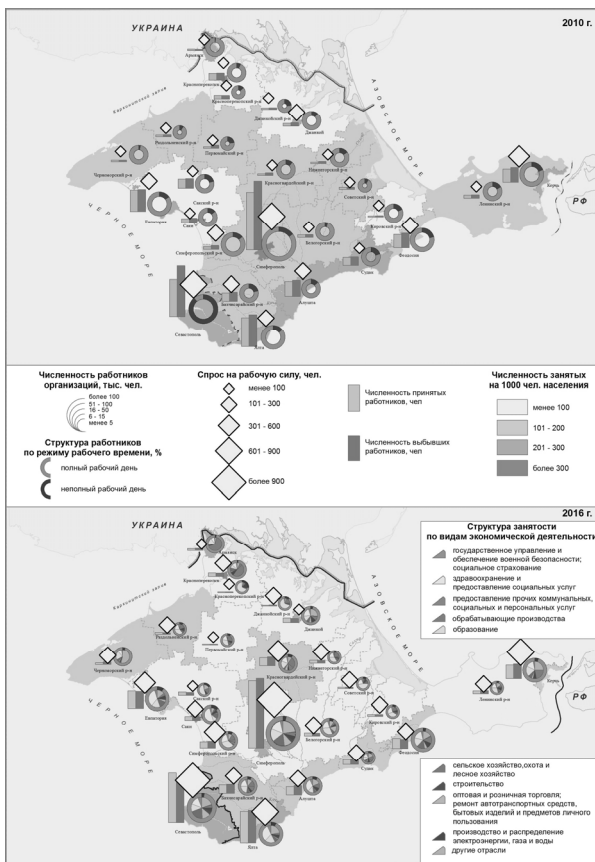 2010 г.
УКРАИНА
Армянск
Красноперекопск
Каркинитский залив
Красноперекопский р-н
Джанкойский р-н
Джанкой
АЗОВСКОЕ МОРЕ
Раздольненский р-н
Первомайский р-н
Черноморский р-н
Красногвардейский р-н
Нижнегорский р-н
Советский р-н
Сакский р-н
Евпатория
Саки
Кировский р-н
Ленинский р-н
Керчь
РФ
ЧЕРНОЕ МОРЕ
Симферопольский р-н
Симферополь
Белогорский р-н
Феодосия
Судак
Бахчисарайский р-н
Алушта
Севастополь
Ялта
Численность работников
организаций, тыс. чел.
более 100
51 - 100
16 - 50
6 - 15
менее 5
Структура работников
по режиму рабочего времени, %
полный рабочий день
неполный рабочий день
Спрос на рабочую силу, чел.
менее 100
101 - 300
301 - 600
601 - 900
более 900
Численность принятых
работников, чел
Численность выбывших
работников, чел
Численность занятых
на 1000 чел. населения
менее 100
101 - 200
201 - 300
более 300
2016 г.
УКРАИНА
Армянск
Красноперекопск
Каркинитский залив
Красноперекопский р-н
Джанкойский р-н
Джанкой
АЗОВСКОЕ МОРЕ
Раздольненский р-н
Первомайский р-н
Черноморский р-н
Красногвардейский р-н
Нижнегорский р-н
Советский р-н
Сакский р-н
Евпатория
Саки
Кировский р-н
Ленинский р-н
Керчь
РФ
ЧЕРНОЕ МОРЕ
Симферопольский р-н
Симферополь
Белогорский р-н
Феодосия
Судак
Бахчисарайский р-н
Алушта
Севастополь
Ялта
Структура занятости
по видам экономической деятельности
государственное управление и
обеспечение военной безопасности;
социальное страхование
здравоохранение и
предоставление социальных услуг
предоставление прочих коммунальных,
социальных и персональных услуг
обрабатывающие производства
образование
сельское хозяйство,охота и
лесное хозяйство
строительство
оптовая и розничная торговля;
ремонт автотранспортных средств,
бытовых изделий и предметов личного
пользования
производство и распределение
электроэнергии, газа и воды
другие отрасли